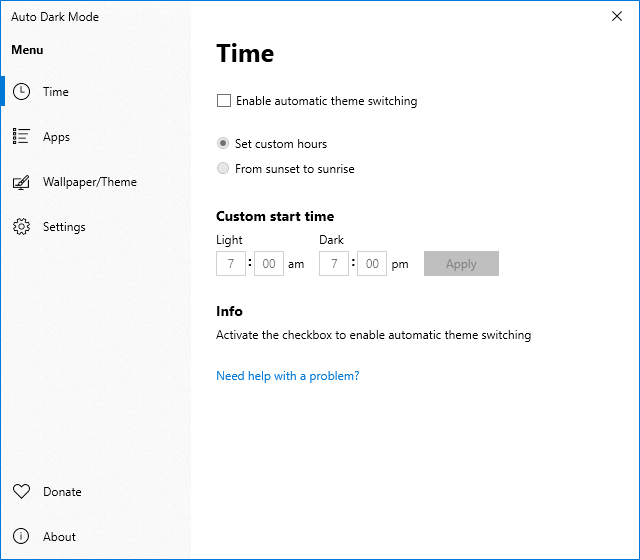 Auto Dark Mode
Menu
Time
Apps
Wallpaper/Theme
Settings
Donate
About
Time
Enable automatic theme switching
Set custom hours
From sunset to sunrise
Custom start time
Light Dark
7 : 00 am 7 : 00 pm Apply
Info
Activate the checkbox to enable automatic theme switching
Need help with a problem?